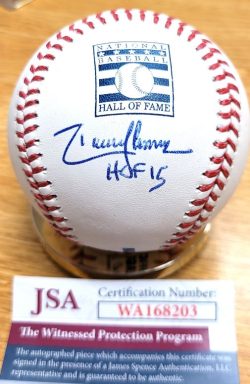 NATIONAL
BASEBALL
HALL OF FAME
HOF 15
JSA
Certification Number:
WA168203
The Witnessed Protection Program
The autographed piece which accompanies this certificate was
signed in the presence of a James Spence Authentication, LLC
representative and is guaranteed to be authentic.